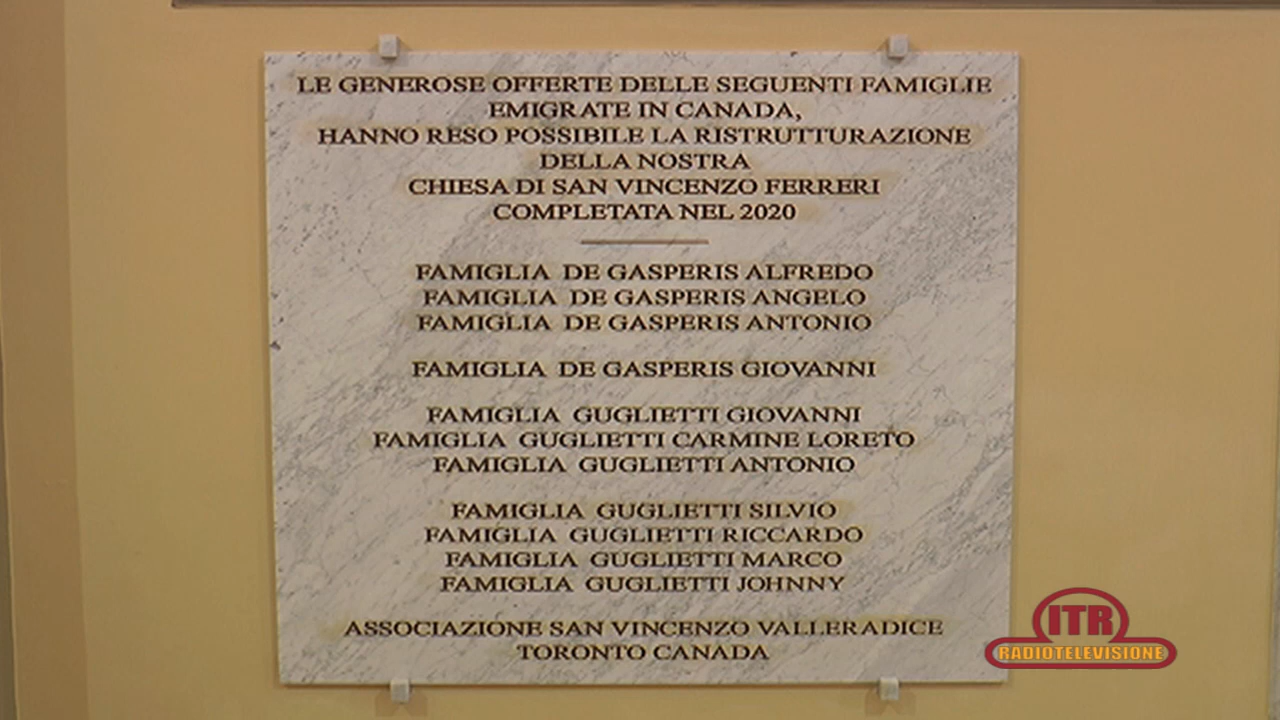 LE GENEROSE OFFERTE DELLE SEGUENTI FAMIGLIE
EMIGRATE IN CANADA,
HANNO RESO POSSIBILE LA RISTRUTTURAZIONE
DELLA NOSTRA
CHIESA DI SAN VINCENZO FERRERI
COMPLETATA NEL 2020
FAMIGLIA DE GASPERIS ALFREDO
FAMIGLIA DE GASPERIS ANGELO
FAMIGLIA DE GASPERIS ANTONIO
FAMIGLIA DE GASPERIS GIOVANNI
FAMIGLIA GUGLIETTI GIOVANNI
FAMIGLIA GUGLIETTI CARMINE LORETO
FAMIGLIA GUGLIETTI ANTONIO
FAMIGLIA GUGLIETTI SILVIO
FAMIGLIA GUGLIETTI RICCARDO
FAMIGLIA GUGLIETTI MARCO
FAMIGLIA GUGLIETTI JOHNNY
ASSOCIAZIONE SAN VINCENZO VALLERADICE
TORONTO CANADA
ITR
RADIOTELEVISIONE